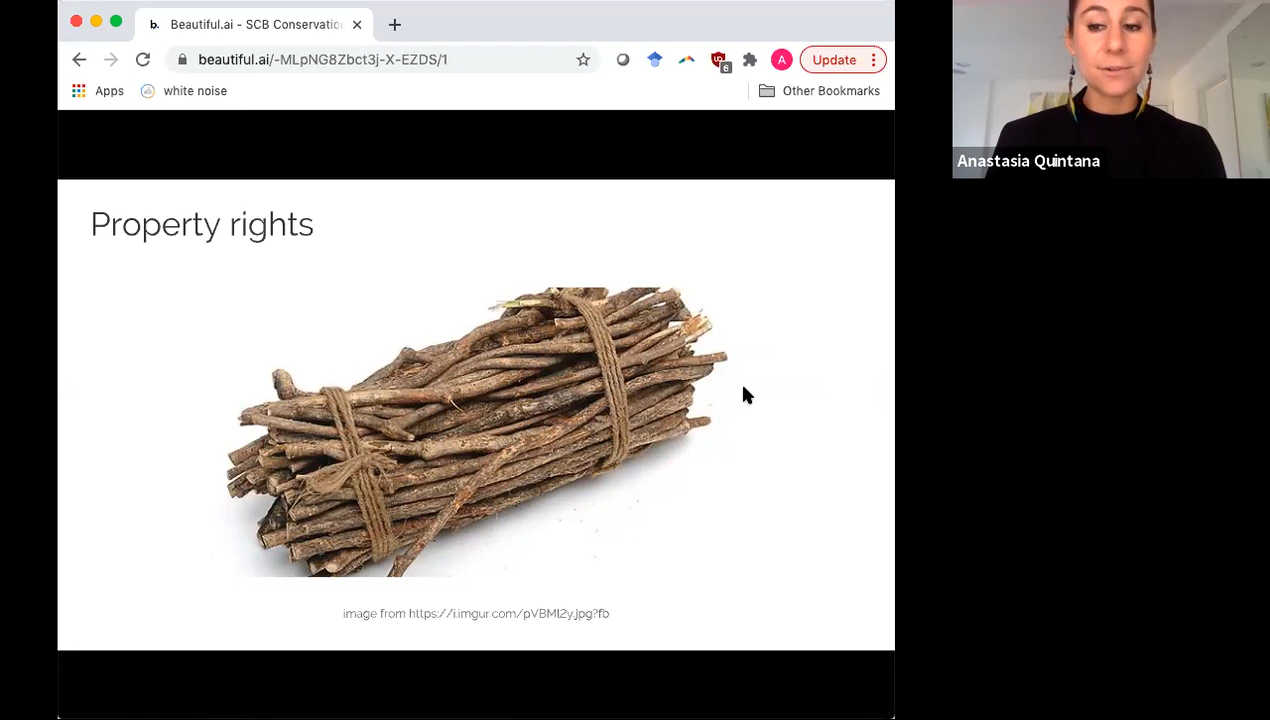 b.
Beautiful.ai - SCB Conservatio
beautiful.ai/-MLpNG8Zbct3j-X-EZDS/1
6
A
Update
Apps
white noise
Other Bookmarks
Anastasia Quintana
Property rights
image from https://i.imgur.com/pVBMl2y.jpg?fb